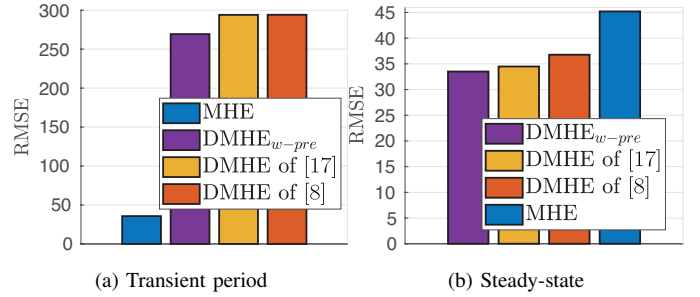 300
250
200
150
100
50
0
RMSE
MHE
DMHE_{w-pre}
DMHE of [17]
DMHE of [8]
(a) Transient period
45
40
35
30
25
20
15
10
5
0
RMSE
DMHE_{w-pre}
DMHE of [17]
DMHE of [8]
MHE
(b) Steady-state